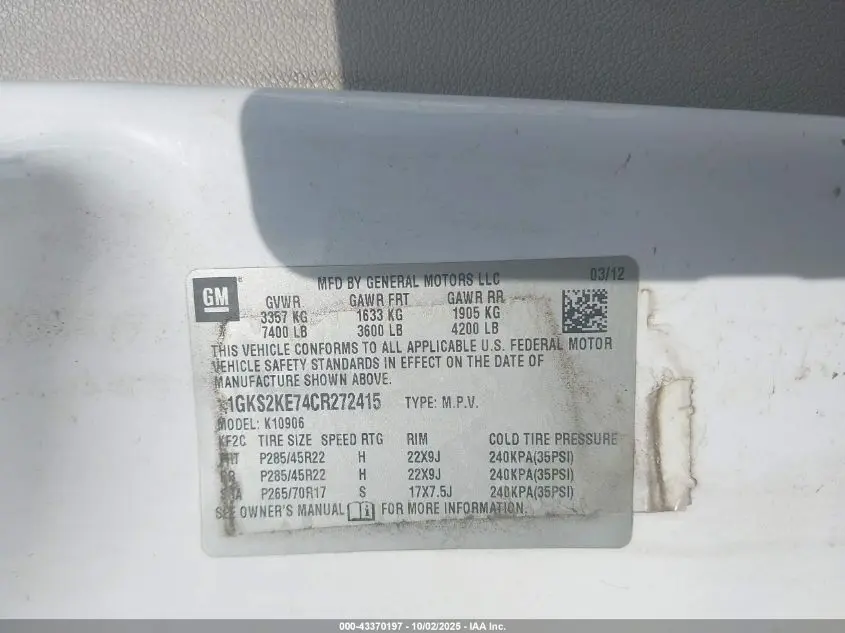 GM
MFD BY GENERAL MOTORS LLC 03/12
GVWR GAWR FRT GAWR RR
3357 KG 1633 KG 1905 KG
7400 LB 3600 LB 4200 LB
THIS VEHICLE CONFORMS TO ALL APPLICABLE U.S. FEDERAL MOTOR
VEHICLE SAFETY STANDARDS IN EFFECT ON THE DATE OF
MANUFACTURE SHOWN ABOVE.
1GKS2KE74CR272415 TYPE: M.P.V.
MODEL: K10906
KF2C TIRE SIZE SPEED RTG RIM COLD TIRE PRESSURE
FRT P285/45R22 H 22X9J 240KPA(35PSI)
RR P285/45R22 H 22X9J 240KPA(35PSI)
SPA P265/70R17 S 17X7.5J 240KPA(35PSI)
SEE OWNER'S MANUAL FOR MORE INFORMATION.
000-43370197 - 10/02/2025 - IAA Inc.